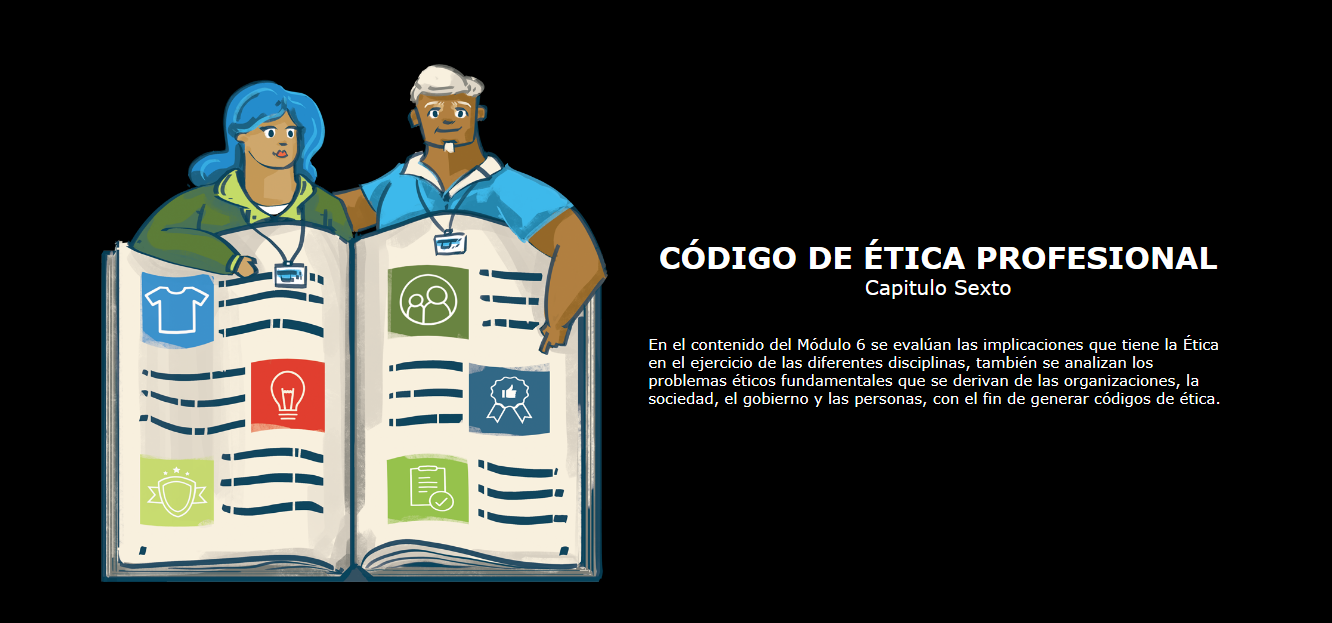 CÓDIGO DE ÉTICA PROFESIONAL
Capitulo Sexto
En el contenido del Módulo 6 se evalúan las implicaciones que tiene la Ética
en el ejercicio de las diferentes disciplinas, también se analizan los
problemas éticos fundamentales que se derivan de las organizaciones, la
sociedad, el gobierno y las personas, con el fin de generar códigos de ética.